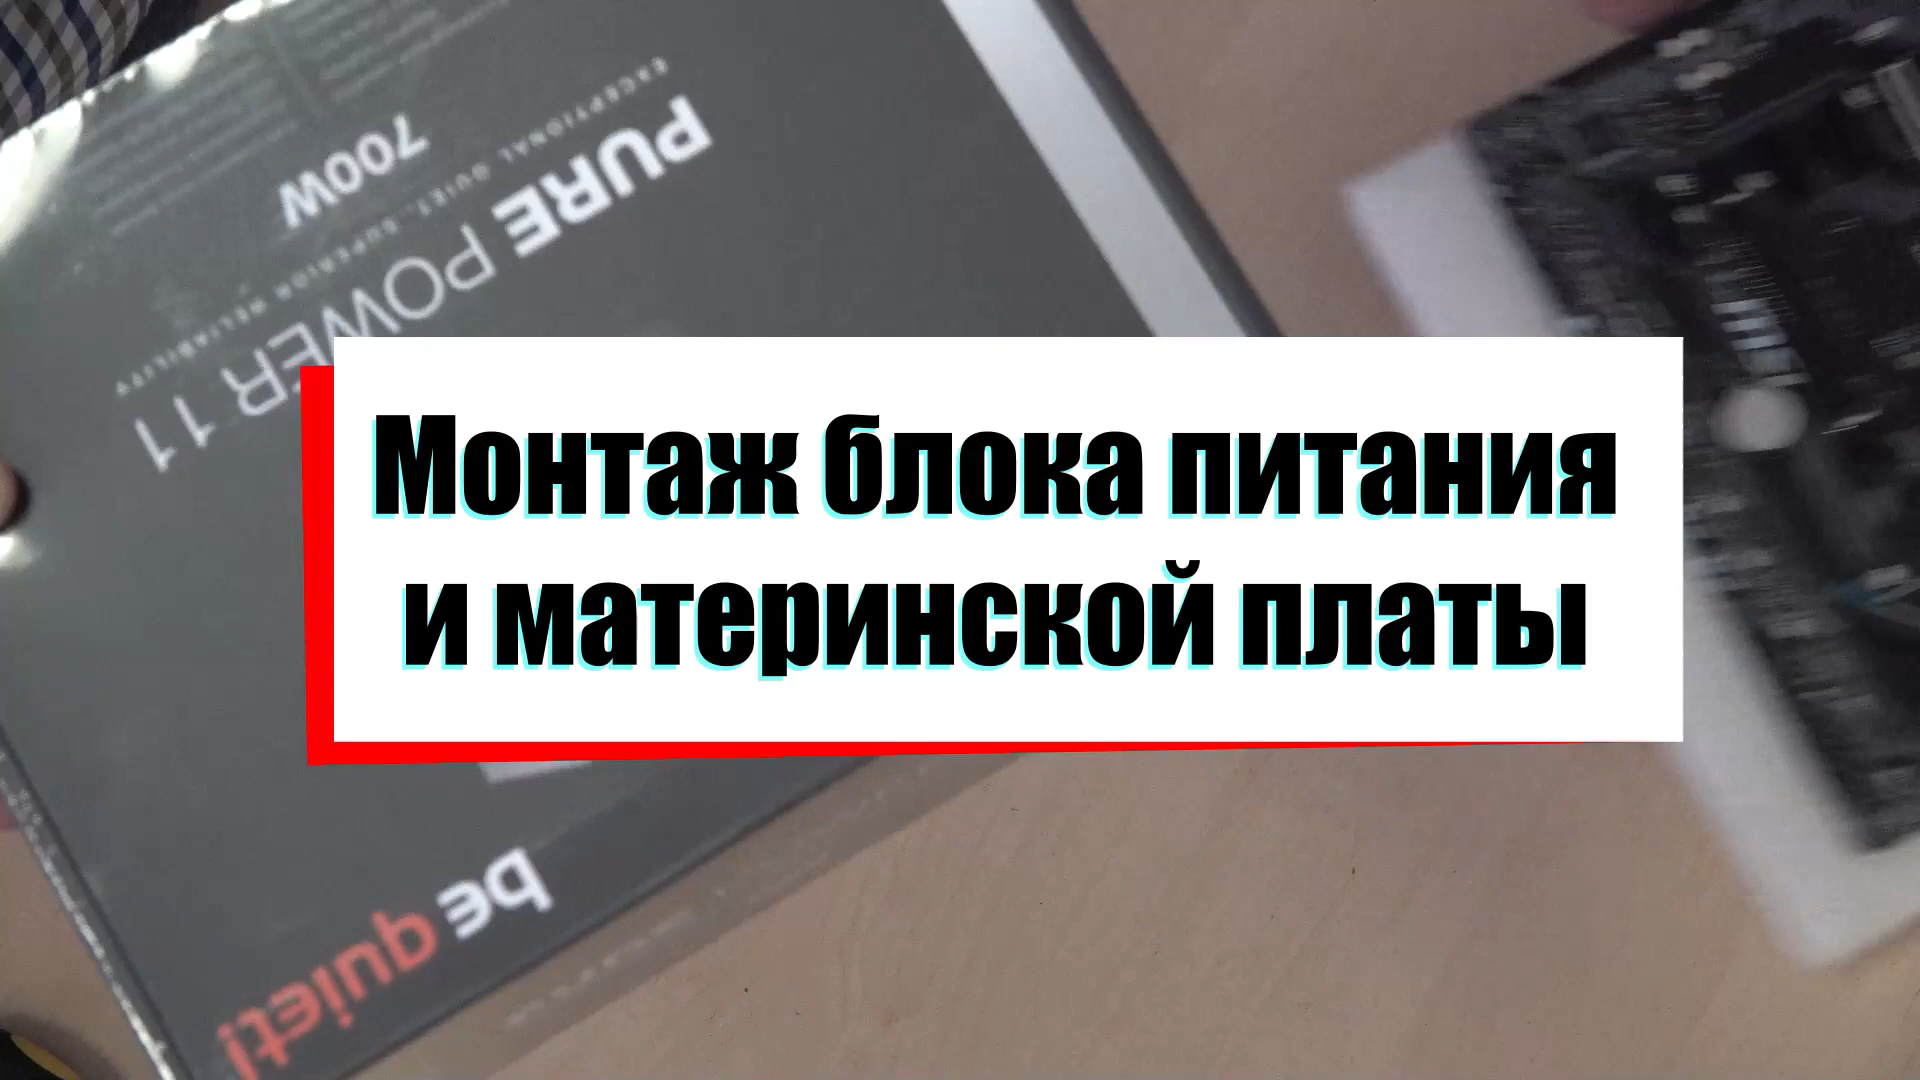 Монтаж блока питания
и материнской платы
be quiet!
PURE POWER 11
EXCEPTIONAL QUIET. SUPERIOR RELIABILITY
700W